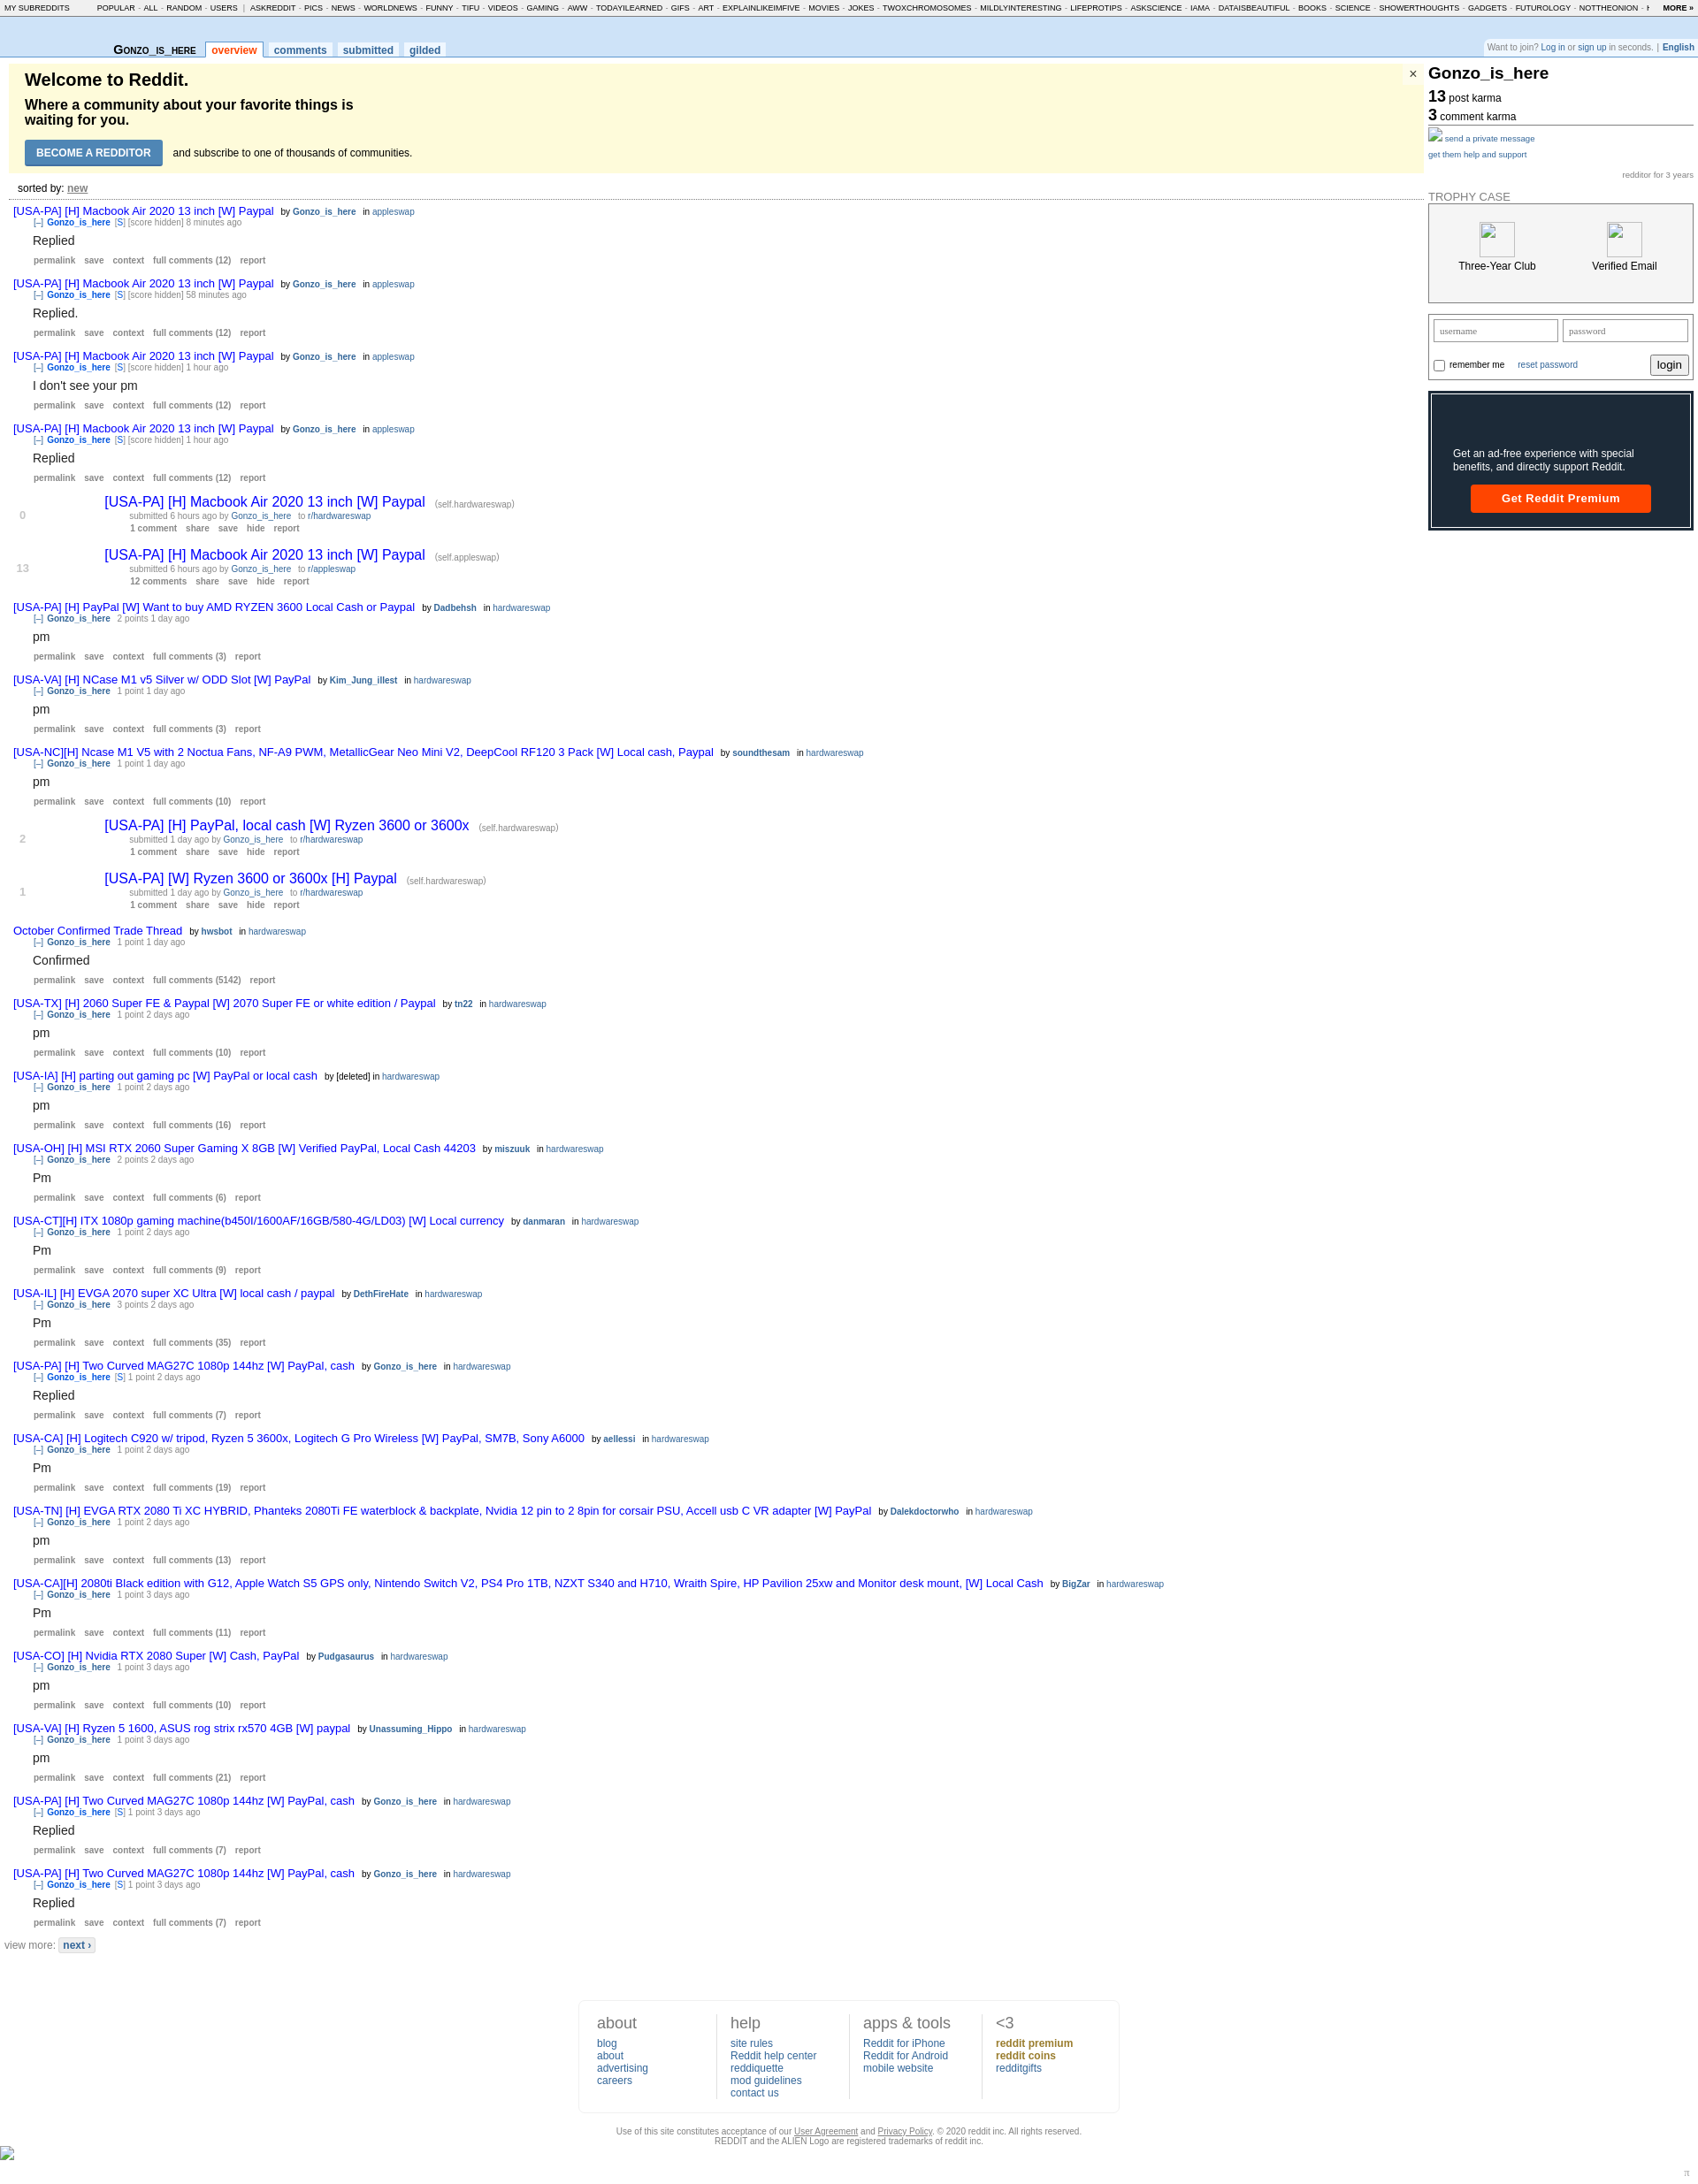 MY SUBREDDITS POPULAR - ALL - RANDOM - USERS | ASKREDDIT - PICS - NEWS - WORLDNEWS - FUNNY - TIFU - VIDEOS - GAMING - AWW - TODAYILEARNED - GIFS - ART - EXPLAINLIKEIMFIVE - MOVIES - JOKES - TWOXCHROMOSOMES - MILDLYINTERESTING - LIFEPROTIPS - ASKSCIENCE - IAMA - DATAISBEAUTIFUL - BOOKS - SCIENCE - SHOWERTHOUGHTS - GADGETS - FUTUROLOGY - NOTTHEONION - MORE »
Gonzo_is_here overview comments submitted gilded
Want to join? Log in or sign up in seconds. | English
Welcome to Reddit.
Where a community about your favorite things is
waiting for you.
BECOME A REDDITOR and subscribe to one of thousands of communities.
×
sorted by: new
[USA-PA] [H] Macbook Air 2020 13 inch [W] Paypal by Gonzo_is_here in appleswap
[–] Gonzo_is_here [S] [score hidden] 8 minutes ago
Replied
permalink save context full comments (12) report
[USA-PA] [H] Macbook Air 2020 13 inch [W] Paypal by Gonzo_is_here in appleswap
[–] Gonzo_is_here [S] [score hidden] 58 minutes ago
Replied.
permalink save context full comments (12) report
[USA-PA] [H] Macbook Air 2020 13 inch [W] Paypal by Gonzo_is_here in appleswap
[–] Gonzo_is_here [S] [score hidden] 1 hour ago
I don't see your pm
permalink save context full comments (12) report
[USA-PA] [H] Macbook Air 2020 13 inch [W] Paypal by Gonzo_is_here in appleswap
[–] Gonzo_is_here [S] [score hidden] 1 hour ago
Replied
permalink save context full comments (12) report
[USA-PA] [H] Macbook Air 2020 13 inch [W] Paypal (self.hardwareswap)
0 submitted 6 hours ago by Gonzo_is_here to r/hardwareswap
1 comment share save hide report
[USA-PA] [H] Macbook Air 2020 13 inch [W] Paypal (self.appleswap)
13 submitted 6 hours ago by Gonzo_is_here to r/appleswap
12 comments share save hide report
[USA-PA] [H] PayPal [W] Want to buy AMD RYZEN 3600 Local Cash or Paypal by Dadbehsh in hardwareswap
[–] Gonzo_is_here 2 points 1 day ago
pm
permalink save context full comments (3) report
[USA-VA] [H] NCase M1 v5 Silver w/ ODD Slot [W] PayPal by Kim_Jung_illest in hardwareswap
[–] Gonzo_is_here 1 point 1 day ago
pm
permalink save context full comments (3) report
[USA-NC][H] Ncase M1 V5 with 2 Noctua Fans, NF-A9 PWM, MetallicGear Neo Mini V2, DeepCool RF120 3 Pack [W] Local cash, Paypal by soundthesam in hardwareswap
[–] Gonzo_is_here 1 point 1 day ago
pm
permalink save context full comments (10) report
[USA-PA] [H] PayPal, local cash [W] Ryzen 3600 or 3600x (self.hardwareswap)
2 submitted 1 day ago by Gonzo_is_here to r/hardwareswap
1 comment share save hide report
[USA-PA] [W] Ryzen 3600 or 3600x [H] Paypal (self.hardwareswap)
1 submitted 1 day ago by Gonzo_is_here to r/hardwareswap
1 comment share save hide report
October Confirmed Trade Thread by hwsbot in hardwareswap
[–] Gonzo_is_here 1 point 1 day ago
Confirmed
permalink save context full comments (5142) report
[USA-TX] [H] 2060 Super FE & Paypal [W] 2070 Super FE or white edition / Paypal by tn22 in hardwareswap
[–] Gonzo_is_here 1 point 2 days ago
pm
permalink save context full comments (10) report
[USA-IA] [H] parting out gaming pc [W] PayPal or local cash by [deleted] in hardwareswap
[–] Gonzo_is_here 1 point 2 days ago
pm
permalink save context full comments (16) report
[USA-OH] [H] MSI RTX 2060 Super Gaming X 8GB [W] Verified PayPal, Local Cash 44203 by miszuuk in hardwareswap
[–] Gonzo_is_here 2 points 2 days ago
Pm
permalink save context full comments (6) report
[USA-CT][H] ITX 1080p gaming machine(b450I/1600AF/16GB/580-4G/LD03) [W] Local currency by danmaran in hardwareswap
[–] Gonzo_is_here 1 point 2 days ago
Pm
permalink save context full comments (9) report
[USA-IL] [H] EVGA 2070 super XC Ultra [W] local cash / paypal by DethFireHate in hardwareswap
[–] Gonzo_is_here 3 points 2 days ago
Pm
permalink save context full comments (35) report
[USA-PA] [H] Two Curved MAG27C 1080p 144hz [W] PayPal, cash by Gonzo_is_here in hardwareswap
[–] Gonzo_is_here [S] 1 point 2 days ago
Replied
permalink save context full comments (7) report
[USA-CA] [H] Logitech C920 w/ tripod, Ryzen 5 3600x, Logitech G Pro Wireless [W] PayPal, SM7B, Sony A6000 by aellessi in hardwareswap
[–] Gonzo_is_here 1 point 2 days ago
Pm
permalink save context full comments (19) report
[USA-TN] [H] EVGA RTX 2080 Ti XC HYBRID, Phanteks 2080Ti FE waterblock & backplate, Nvidia 12 pin to 2 8pin for corsair PSU, Accell usb C VR adapter [W] PayPal by Dalekdoctorwho in hardwareswap
[–] Gonzo_is_here 1 point 2 days ago
pm
permalink save context full comments (13) report
[USA-CA][H] 2080ti Black edition with G12, Apple Watch S5 GPS only, Nintendo Switch V2, PS4 Pro 1TB, NZXT S340 and H710, Wraith Spire, HP Pavilion 25xw and Monitor desk mount, [W] Local Cash by BigZar in hardwareswap
[–] Gonzo_is_here 1 point 3 days ago
Pm
permalink save context full comments (11) report
[USA-CO] [H] Nvidia RTX 2080 Super [W] Cash, PayPal by Pudgasaurus in hardwareswap
[–] Gonzo_is_here 1 point 3 days ago
pm
permalink save context full comments (10) report
[USA-VA] [H] Ryzen 5 1600, ASUS rog strix rx570 4GB [W] paypal by Unassuming_Hippo in hardwareswap
[–] Gonzo_is_here 1 point 3 days ago
pm
permalink save context full comments (21) report
[USA-PA] [H] Two Curved MAG27C 1080p 144hz [W] PayPal, cash by Gonzo_is_here in hardwareswap
[–] Gonzo_is_here [S] 1 point 3 days ago
Replied
permalink save context full comments (7) report
[USA-PA] [H] Two Curved MAG27C 1080p 144hz [W] PayPal, cash by Gonzo_is_here in hardwareswap
[–] Gonzo_is_here [S] 1 point 3 days ago
Replied
permalink save context full comments (7) report
view more: next ›
Gonzo_is_here
13 post karma
3 comment karma
send a private message
get them help and support
redditor for 3 years
TROPHY CASE
Three-Year Club Verified Email
username password
remember me reset password login
Get an ad-free experience with special
benefits, and directly support Reddit.
Get Reddit Premium
about
blog
about
advertising
careers
help
site rules
Reddit help center
reddiquette
mod guidelines
contact us
apps & tools
Reddit for iPhone
Reddit for Android
mobile website
<3
reddit premium
reddit coins
redditgifts
Use of this site constitutes acceptance of our User Agreement and Privacy Policy. © 2020 reddit inc. All rights reserved.
REDDIT and the ALIEN Logo are registered trademarks of reddit inc.
π